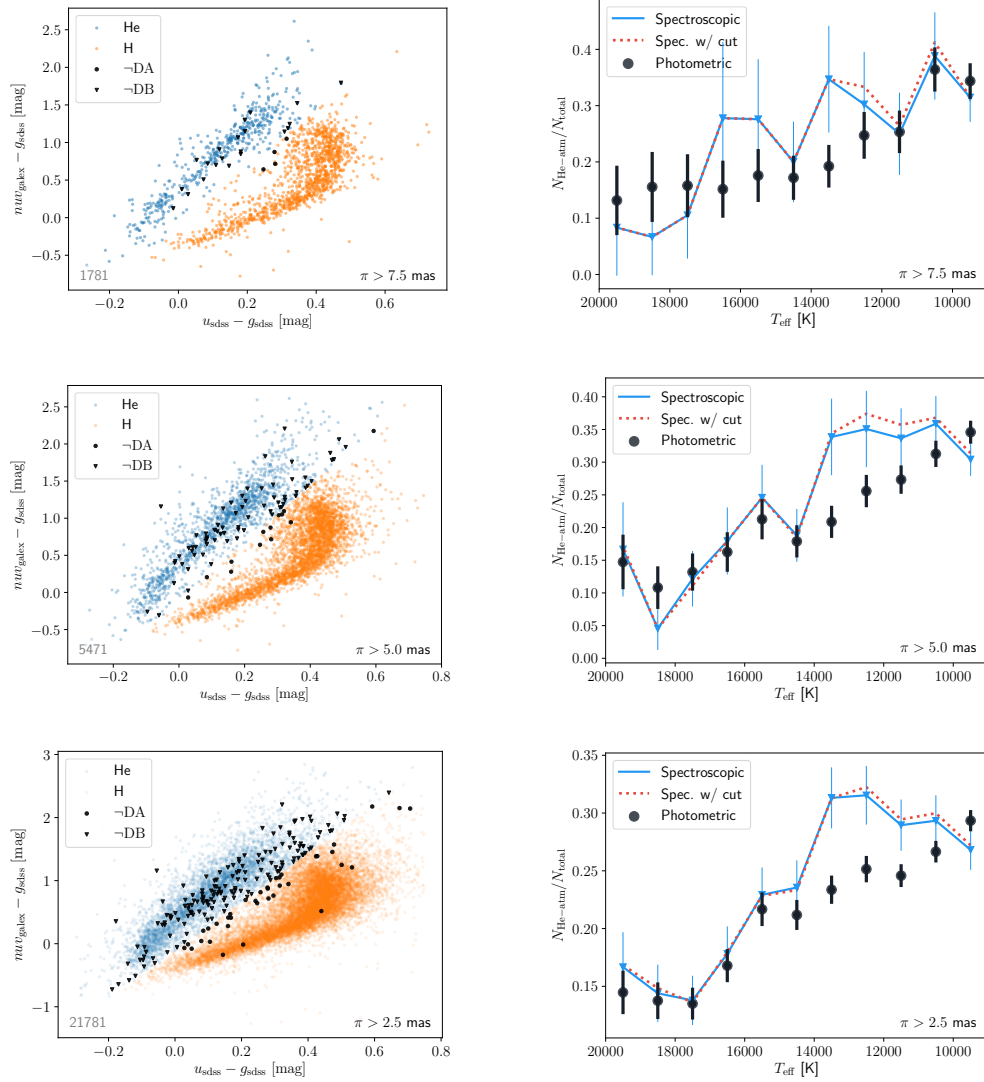 He
H
¬DA
¬DB
2.5
2.0
1.5
1.0
0.5
0.0
−0.5
nuv_galex − g_sdss [mag]
1781
π > 7.5 mas
−0.2
0.0
0.2
0.4
0.6
u_sdss − g_sdss [mag]
Spectroscopic
Spec. w/ cut
Photometric
0.4
0.3
0.2
0.1
0.0
N_He−atm/N_total
π > 7.5 mas
20000
18000
16000
14000
12000
10000
T_eff [K]
He
H
¬DA
¬DB
2.5
2.0
1.5
1.0
0.5
0.0
−0.5
nuv_galex − g_sdss [mag]
5471
π > 5.0 mas
−0.2
0.0
0.2
0.4
0.6
0.8
u_sdss − g_sdss [mag]
Spectroscopic
Spec. w/ cut
Photometric
0.40
0.35
0.30
0.25
0.20
0.15
0.10
0.05
0.00
N_He−atm/N_total
π > 5.0 mas
20000
18000
16000
14000
12000
10000
T_eff [K]
He
H
¬DA
¬DB
3
2
1
0
−1
nuv_galex − g_sdss [mag]
21781
π > 2.5 mas
−0.2
0.0
0.2
0.4
0.6
0.8
u_sdss − g_sdss [mag]
Spectroscopic
Spec. w/ cut
Photometric
0.35
0.30
0.25
0.20
0.15
N_He−atm/N_total
π > 2.5 mas
20000
18000
16000
14000
12000
10000
T_eff [K]